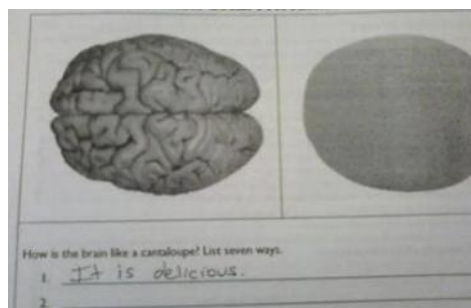 How is the brain like a cantaloupe? List seven ways.
1. It is delicious.
2.